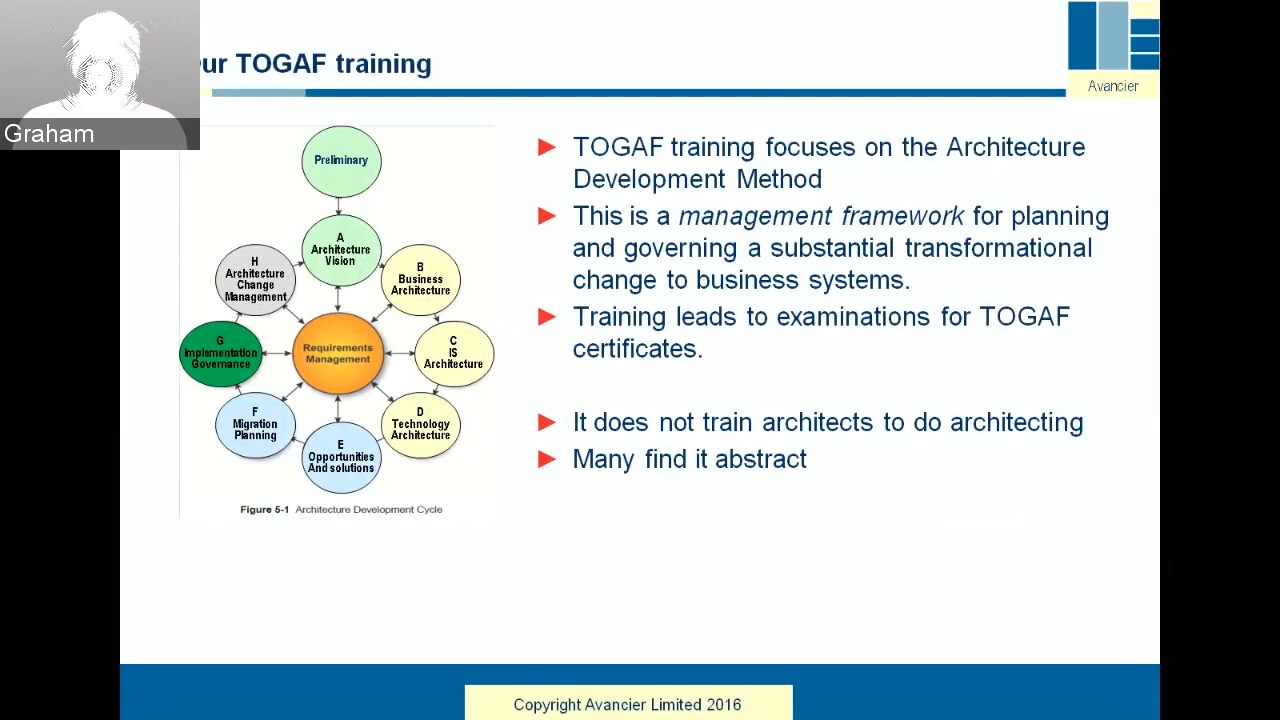 Graham
our TOGAF training
Avancier
Preliminary
A
Architecture
Vision
B
Business
Architecture
C
IS
Architecture
D
Technology
Architecture
E
Opportunities
And solutions
F
Migration
Planning
G
Implementation
Governance
H
Architecture
Change
Management
Requirements
Management
Figure 5-1 Architecture Development Cycle
TOGAF training focuses on the Architecture
Development Method
This is a management framework for planning
and governing a substantial transformational
change to business systems.
Training leads to examinations for TOGAF
certificates.
It does not train architects to do architecting
Many find it abstract
Copyright Avancier Limited 2016